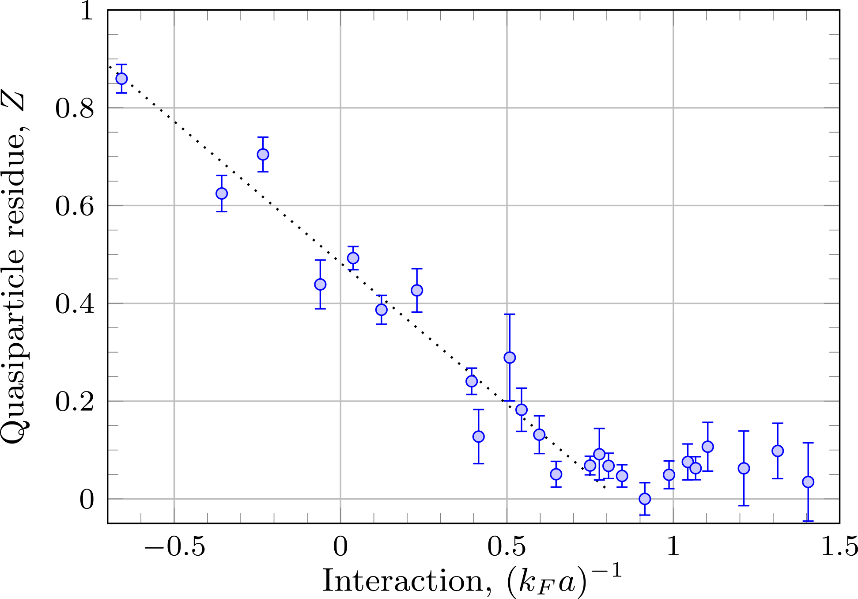 1
0.8
0.6
0.4
0.2
0
−0.5 0 0.5 1 1.5
Quasiparticle residue, Z
Interaction, (k_F a)^{−1}